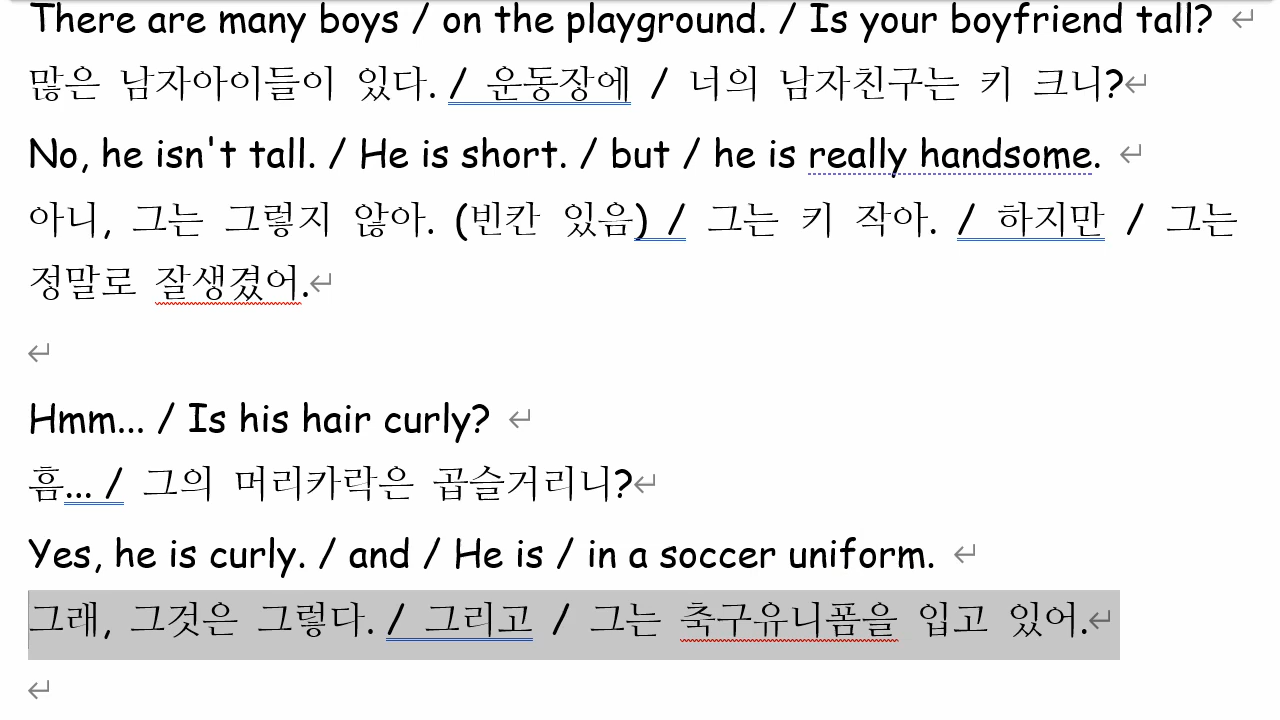 There are many boys / on the playground. / Is your boyfriend tall?
많은 남자아이들이 있다. / 운동장에 / 너의 남자친구는 키 크니?
No, he isn't tall. / He is short. / but / he is really handsome.
아니, 그는 그렇지 않아. (빈칸 있음) / 그는 키 작아. / 하지만 / 그는
정말로 잘생겼어.
Hmm... / Is his hair curly?
흠... / 그의 머리카락은 곱슬거리니?
Yes, he is curly. / and / He is / in a soccer uniform.
그래, 그것은 그렇다. / 그리고 / 그는 축구유니폼을 입고 있어.